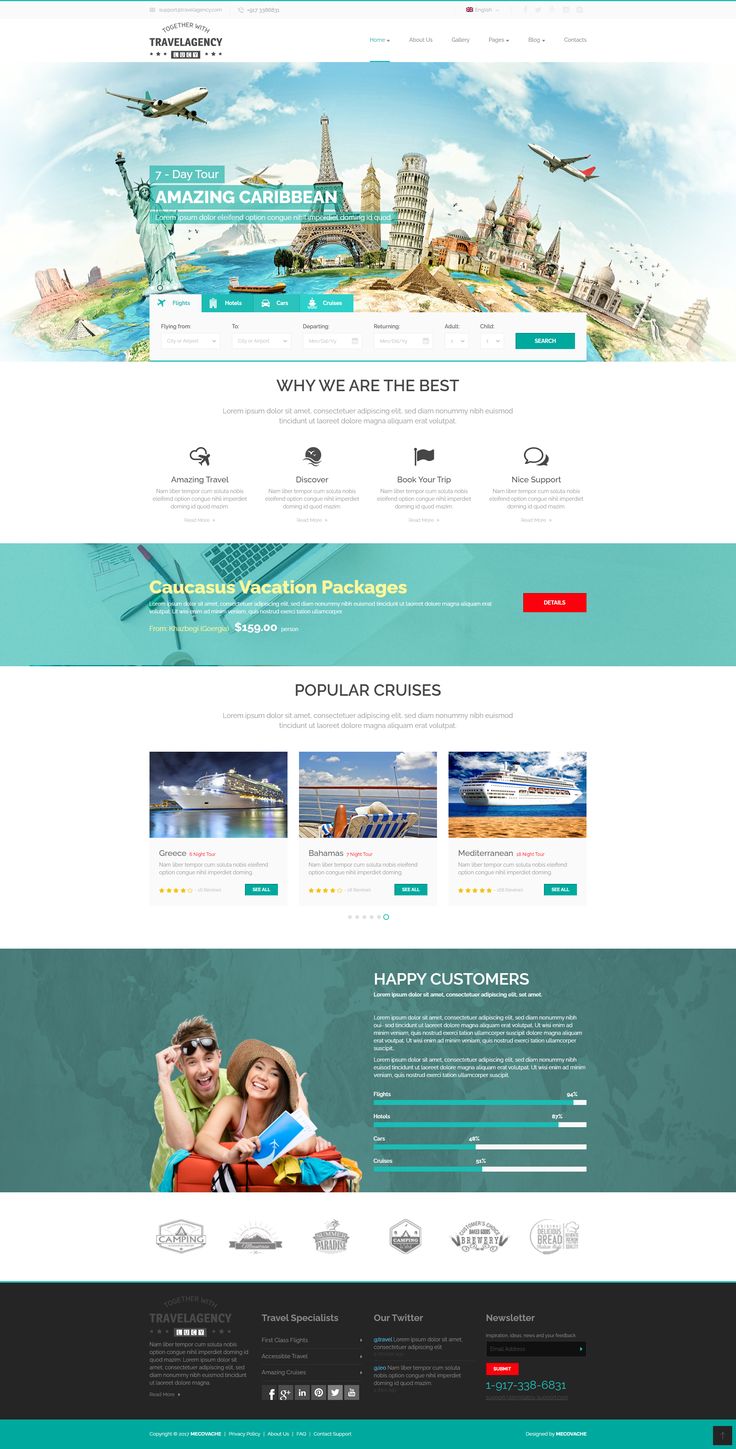 support@travelagency.com
+917 3386831
English
TOGETHER WITH
TRAVELAGENCY
LUCY
Home
About Us
Gallery
Pages
Blog
Contacts
7 - Day Tour
AMAZING CARIBBEAN
Lorem ipsum dolor eleifend option congue nihil imperdiet doming id quod
Flights
Hotels
Cars
Cruises
Flying from:
To:
Departing:
Returning:
Adult:
Child:
City or Airport
City or Airport
Mm/Dd/Yy
Mm/Dd/Yy
1
SEARCH
WHY WE ARE THE BEST
Lorem ipsum dolor sit amet, consectetuer adipiscing elit, sed diam nonummy nibh euismod
tincidunt ut laoreet dolore magna aliquam erat volutpat.
Amazing Travel
Nam liber tempor cum soluta nobis
eleifend option congue nihil imperdiet
doming id quod mazim
Read More
Discover
Nam liber tempor cum soluta nobis
eleifend option congue nihil imperdiet
doming id quod mazim
Read More
Book Your Trip
Nam liber tempor cum soluta nobis
eleifend option congue nihil imperdiet
doming id quod mazim
Read More
Nice Support
Nam liber tempor cum soluta nobis
eleifend option congue nihil imperdiet
doming id quod mazim
Read More
Caucasus Vacation Packages
Lorem ipsum dolor sit amet, consectetuer adipiscing elit, sed diam nonummy nibh euismod tincidunt ut laoreet dolore magna aliquam erat
volutpat. Ut wisi enim ad minim veniam, quis nostrud exerci tation ullamcorper.
From: Khazbegi (Goergia) $159.00 person
DETAILS
POPULAR CRUISES
Lorem ipsum dolor sit amet, consectetuer adipiscing elit, sed diam nonummy nibh euismod
tincidunt ut laoreet dolore magna aliquam erat volutpat.
Greece 6 Night Tour
Nam liber tempor cum soluta nobis eleifend
option congue nihil imperdiet doming
Reviews
SEE ALL
Bahamas 7 Night Tour
Nam liber tempor cum soluta nobis eleifend
option congue nihil imperdiet doming
Reviews
SEE ALL
Mediterranean 16 Night Tour
Nam liber tempor cum soluta nobis eleifend
option congue nihil imperdiet doming
Reviews
SEE ALL
HAPPY CUSTOMERS
Lorem ipsum dolor sit amet, consectetuer adipiscing elit, set amet.
Lorem ipsum dolor sit amet, consectetuer adipiscing elit, sed diam nonummy nibh
oui- sod tincidunt ut laoreet dolore magna aliquam erat volutpat. Ut wisi enim ad
minim veniam, quis nostrud exerci tation ullamcorper. Ut wisi enim ad minim veniam,
suscipit.
Lorem ipsum dolor sit amet, consectetuer adipiscing elit, sed diam nonummy nibh
euismod tincidunt ut laoreet dolore magna aliquam erat volutpat. Ut wisi enim ad
minim veniam, quis nostrud exerci tation ullamcorper suscipit.
Flights 94%
Hotels 87%
Cars 48%
Cruises 51%
CAMPING
SUMMER
PARADISE
CAMPING
CUSTOMER'S CHOICE
BAKED GOODS
BREWERY
ORIGINAL
DELICIOUS
BREAD
TOGETHER WITH
TRAVELAGENCY
LUCY
Nam liber tempor cum soluta nobis
eleifend option congue nihil imperdiet
doming id quod mazim. Lorem ipsum
dolor sit amet, consectetuer adipiscing
elit, sed diam nonummy nibh euismod
tincidunt ut laoreet dolore magna
aliquam erat volutpat.
Read More
Travel Specialists
First Class Flights
Accessible Travel
Amazing Cruises
Our Twitter
@travel Lorem ipsum dolor sit amet,
consectetuer adipiscing elit
@leo Nam liber tempor cum soluta
nobis eleifend option congue nihil
imperdiet doming id quod mazim.
Newsletter
Inspiration, ideas, news and your feedback
Email Address
SUBMIT
1-917-338-6831
Copyright © 2017 MECOVACHE | Privacy Policy | About Us | FAQ | Contact Support
Designed by MECOVACHE